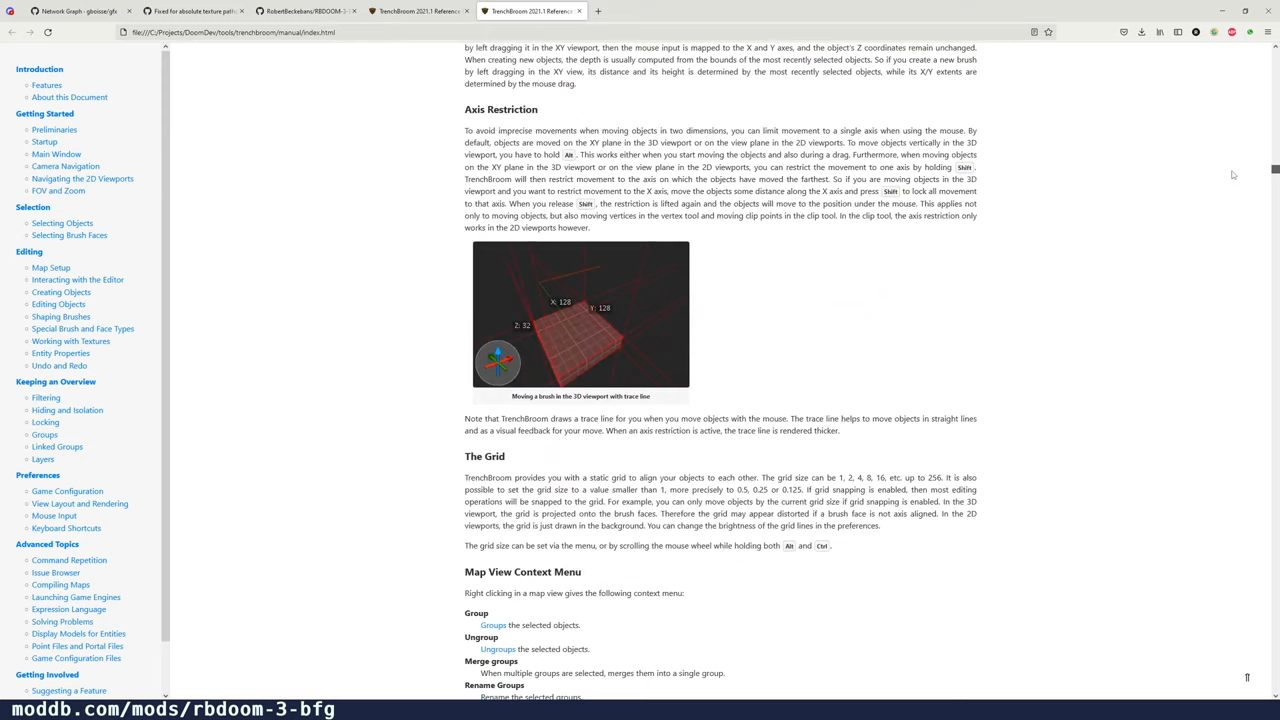 Network Graph · gboisse/gfx
Fixed for absolute texture path
RobertBeckebans/RBDOOM-3-
TrenchBroom 2021.1 Reference
TrenchBroom 2021.1 Reference
file:///C:/Projects/DoomDev/tools/trenchbroom/manual/index.html
Introduction
Features
About this Document
Getting Started
Preliminaries
Startup
Main Window
Camera Navigation
Navigating the 2D Viewports
FOV and Zoom
Selection
Selecting Objects
Selecting Brush Faces
Editing
Map Setup
Interacting with the Editor
Creating Objects
Editing Objects
Shaping Brushes
Special Brush and Face Types
Working with Textures
Entity Properties
Undo and Redo
Keeping an Overview
Filtering
Hiding and Isolation
Locking
Groups
Linked Groups
Layers
Preferences
Game Configuration
View Layout and Rendering
Mouse Input
Keyboard Shortcuts
Advanced Topics
Command Repetition
Issue Browser
Compiling Maps
Launching Game Engines
Expression Language
Solving Problems
Display Models for Entities
Point Files and Portal Files
Game Configuration Files
Getting Involved
Suggesting a Feature
by left dragging it in the XY viewport, then the mouse input is mapped to the X and Y axes, and the object's Z coordinates remain unchanged.
When creating new objects, the depth is usually computed from the bounds of the most recently selected objects. So if you create a new brush
by left dragging in the XY view, its distance and its height is determined by the most recently selected objects, while its X/Y extents are
determined by the mouse drag.
Axis Restriction
To avoid imprecise movements when moving objects in two dimensions, you can limit movement to a single axis when using the mouse. By
default, objects are moved on the XY plane in the 3D viewport or on the view plane in the 2D viewports. To move objects vertically in the 3D
viewport, you have to hold Alt. This works either when you start moving the objects and also during a drag. Furthermore, when moving objects
on the XY plane in the 3D viewport or on the view plane in the 2D viewports, you can restrict the movement to one axis by holding Shift.
TrenchBroom will then restrict movement to the axis on which the objects have moved the farthest. So if you are moving objects in the 3D
viewport and you want to restrict movement to the X axis, move the objects some distance along the X axis and press Shift to lock all movement
to that axis. When you release Shift, the restriction is lifted again and the objects will move to the position under the mouse. This applies not
only to moving objects, but also moving vertices in the vertex tool and moving clip points in the clip tool. In the clip tool, the axis restriction only
works in the 2D viewports however.
X: 128
Y: 128
Z: 32
Moving a brush in the 3D viewport with trace line
Note that TrenchBroom draws a trace line for you when you move objects with the mouse. The trace line helps to move objects in straight lines
and as a visual feedback for your move. When an axis restriction is active, the trace line is rendered thicker.
The Grid
TrenchBroom provides you with a static grid to align your objects to each other. The grid size can be 1, 2, 4, 8, 16, etc. up to 256. It is also
possible to set the grid size to a value smaller than 1, more precisely to 0.5, 0.25 or 0.125. If grid snapping is enabled, then most editing
operations will be snapped to the grid. For example, you can only move objects by the current grid size if grid snapping is enabled. In the 3D
viewport, the grid is projected onto the brush faces. Therefore the grid may appear distorted if a brush face is not axis aligned. In the 2D
viewports, the grid is just drawn in the background. You can change the brightness of the grid lines in the preferences.
The grid size can be set via the menu, or by scrolling the mouse wheel while holding both Alt and Ctrl.
Map View Context Menu
Right clicking in a map view gives the following context menu:
Group
Groups the selected objects.
Ungroup
Ungroups the selected objects.
Merge groups
When multiple groups are selected, merges them into a single group.
Rename Groups
Rename the selected groups.
moddb.com/mods/rbdoom-3-bfg